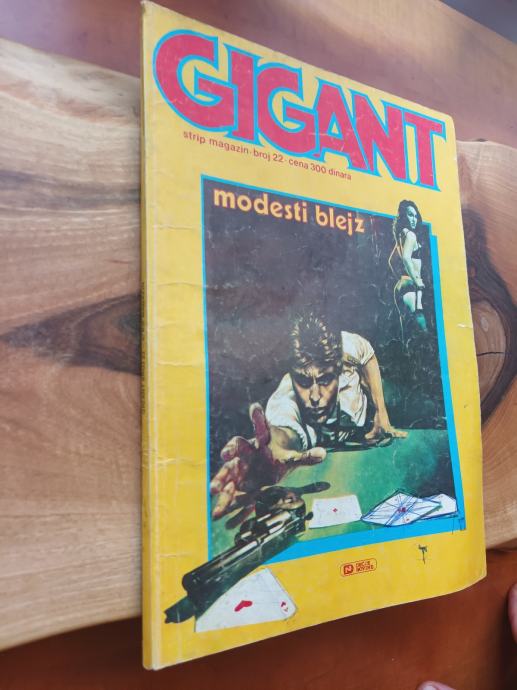 GIGANT
strip magazin · broj 22 · cena 300 dinara
modesti blejz